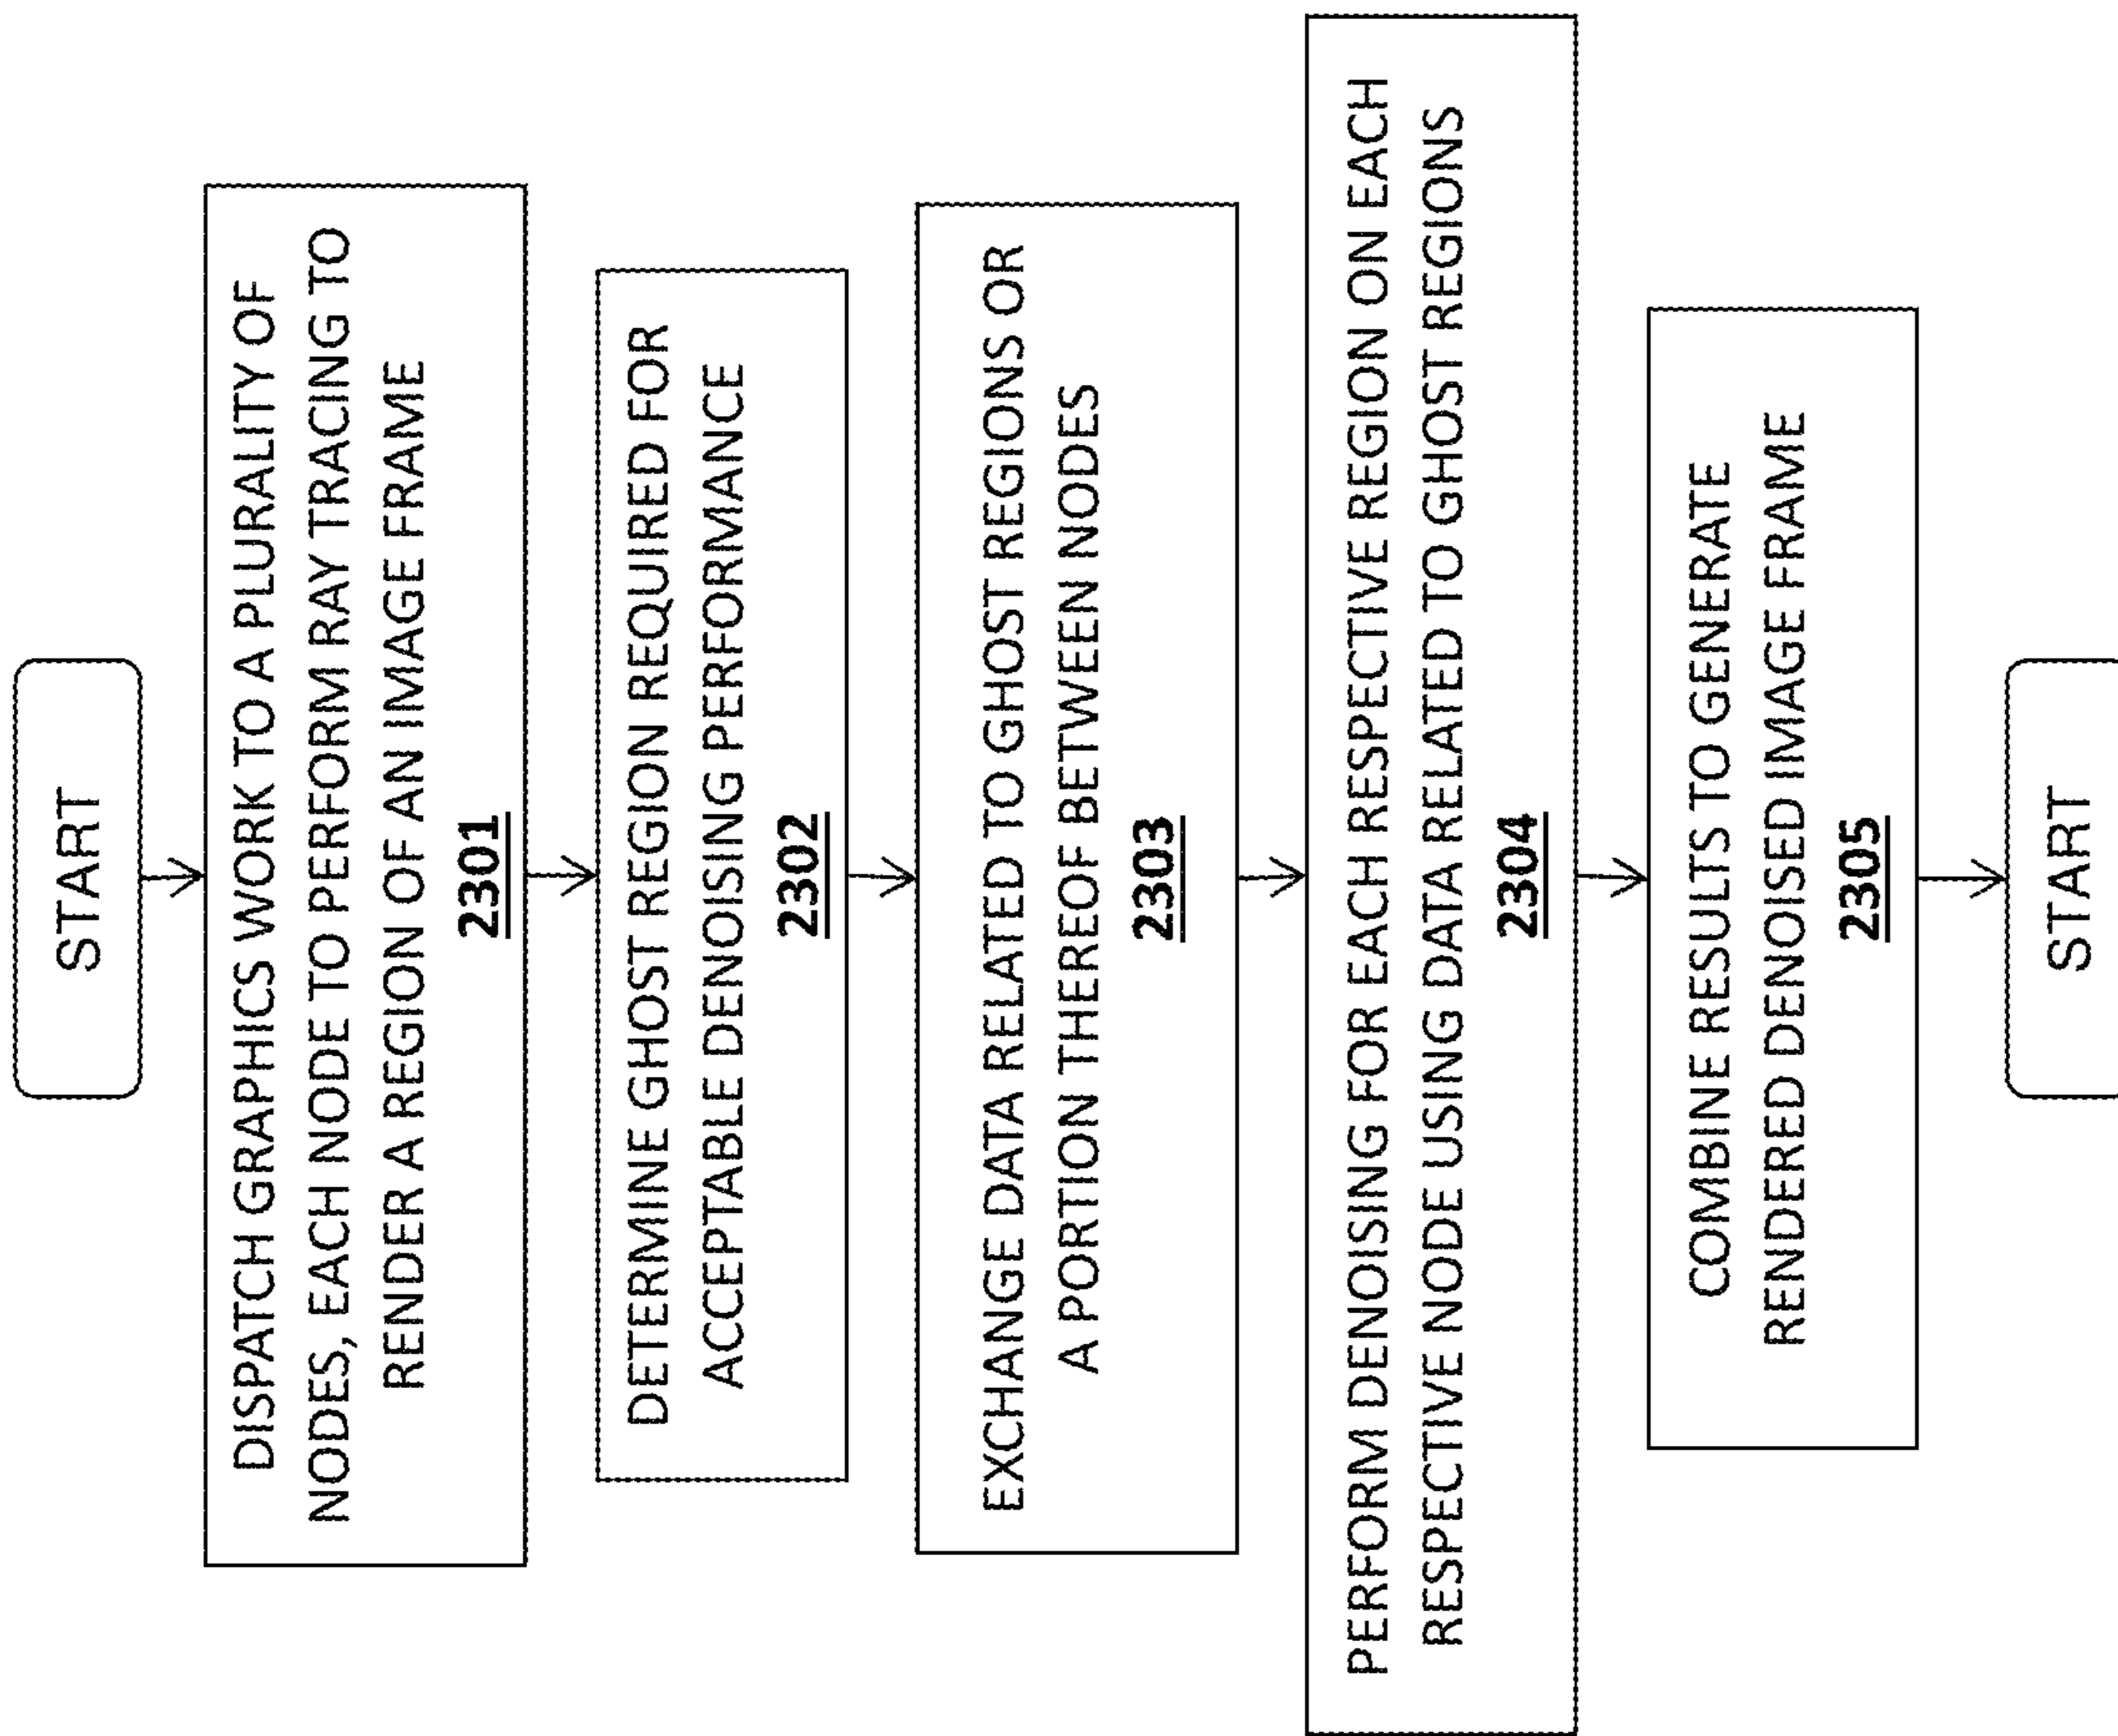 START
DISPATCH GRAPHICS WORK TO A PLURALITY OF
NODES, EACH NODE TO PERFORM RAY TRACING TO
RENDER A REGION OF AN IMAGE FRAME
2301
DETERMINE GHOST REGION REQUIRED FOR
ACCEPTABLE DENOISING PERFORMANCE
2302
EXCHANGE DATA RELATED TO GHOST REGIONS OR
A PORTION THEREOF BETWEEN NODES
2303
PERFORM DENOISING FOR EACH RESPECTIVE REGION ON EACH
RESPECTIVE NODE USING DATA RELATED TO GHOST REGIONS
2304
COMBINE RESULTS TO GENERATE
RENDERED DENOISED IMAGE FRAME
2305
START